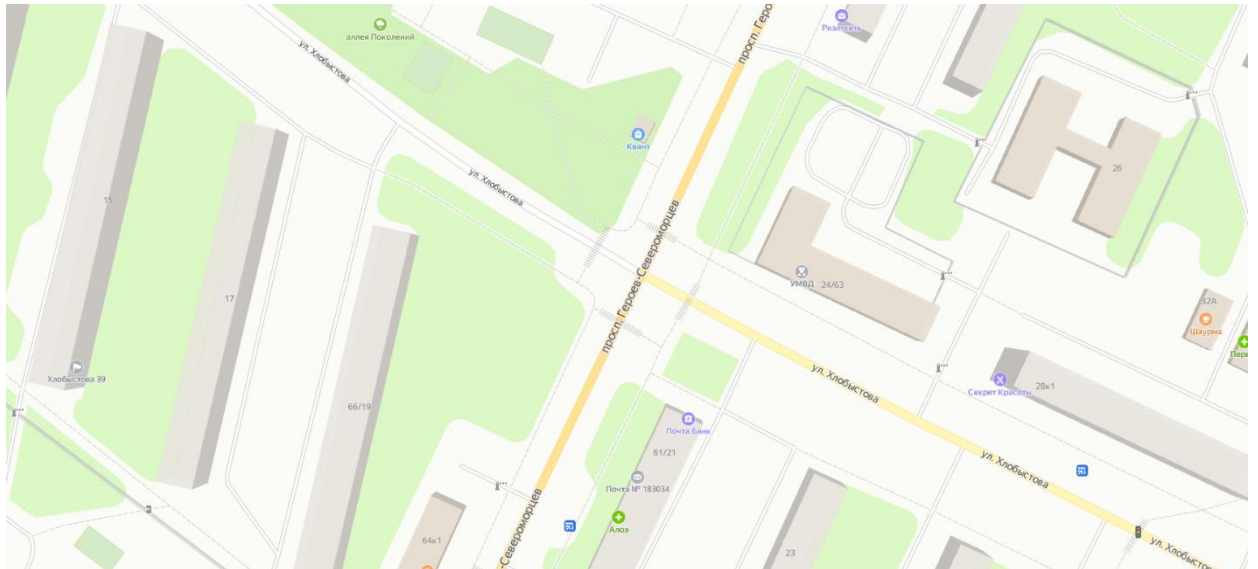 аллея Поколений
ул. Хлобыстова
Риэлосеть
просп. Геро
Квант
ул. Хлобыстова
26
15
просп. Героев-Североморцев
УМВД
24/63
17
32А
Шаурма
Перв
Хлобыстова 39
ул. Хлобыстова
Секрет Красоты
28к1
66/19
Почта Банк
61/21
ул. Хлобыстова
Почта № 183034
-Североморцев
Алоэ
64к1
23
ул. Хлобыстова